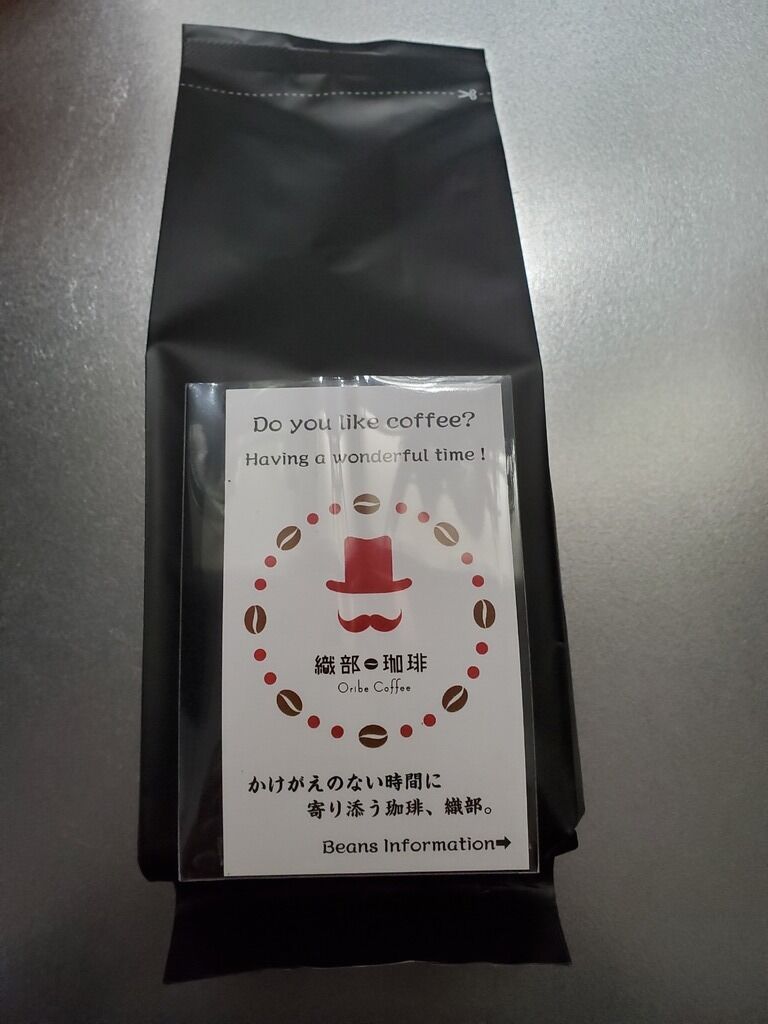 Do you like coffee?
Having a wonderful time !
織部珈琲
Oribe Coffee
かけがえのない時間に
寄り添う珈琲、織部。
Beans Information➡